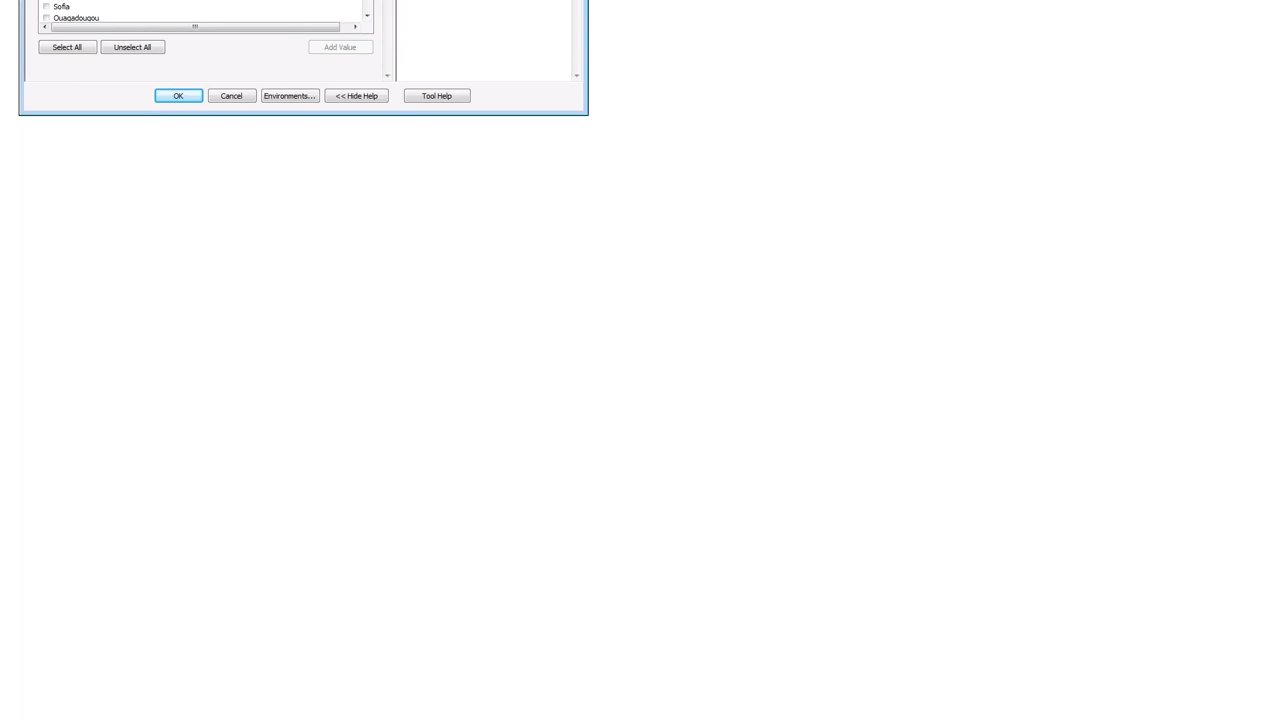 Sofia
Ouagadougou
Select All Unselect All Add Value
OK Cancel Environments... << Hide Help Tool Help